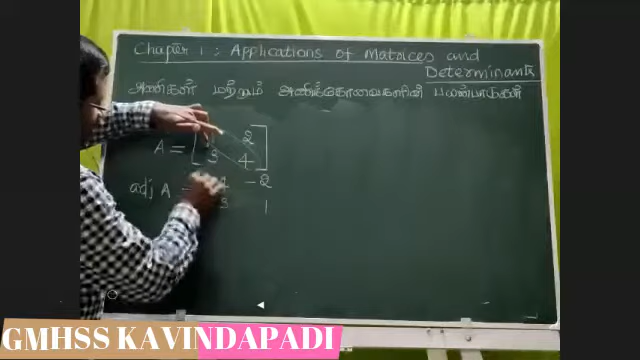 Chapter 1 : Applications of Matrices and
Determinants
அணிகள் மற்றும் அணிக்கோவைகளின் பயன்பாடுகள்
A = [ 2
3 4 ]
adj A = 4 -2
3 1
GMHSS KAVINDAPADI